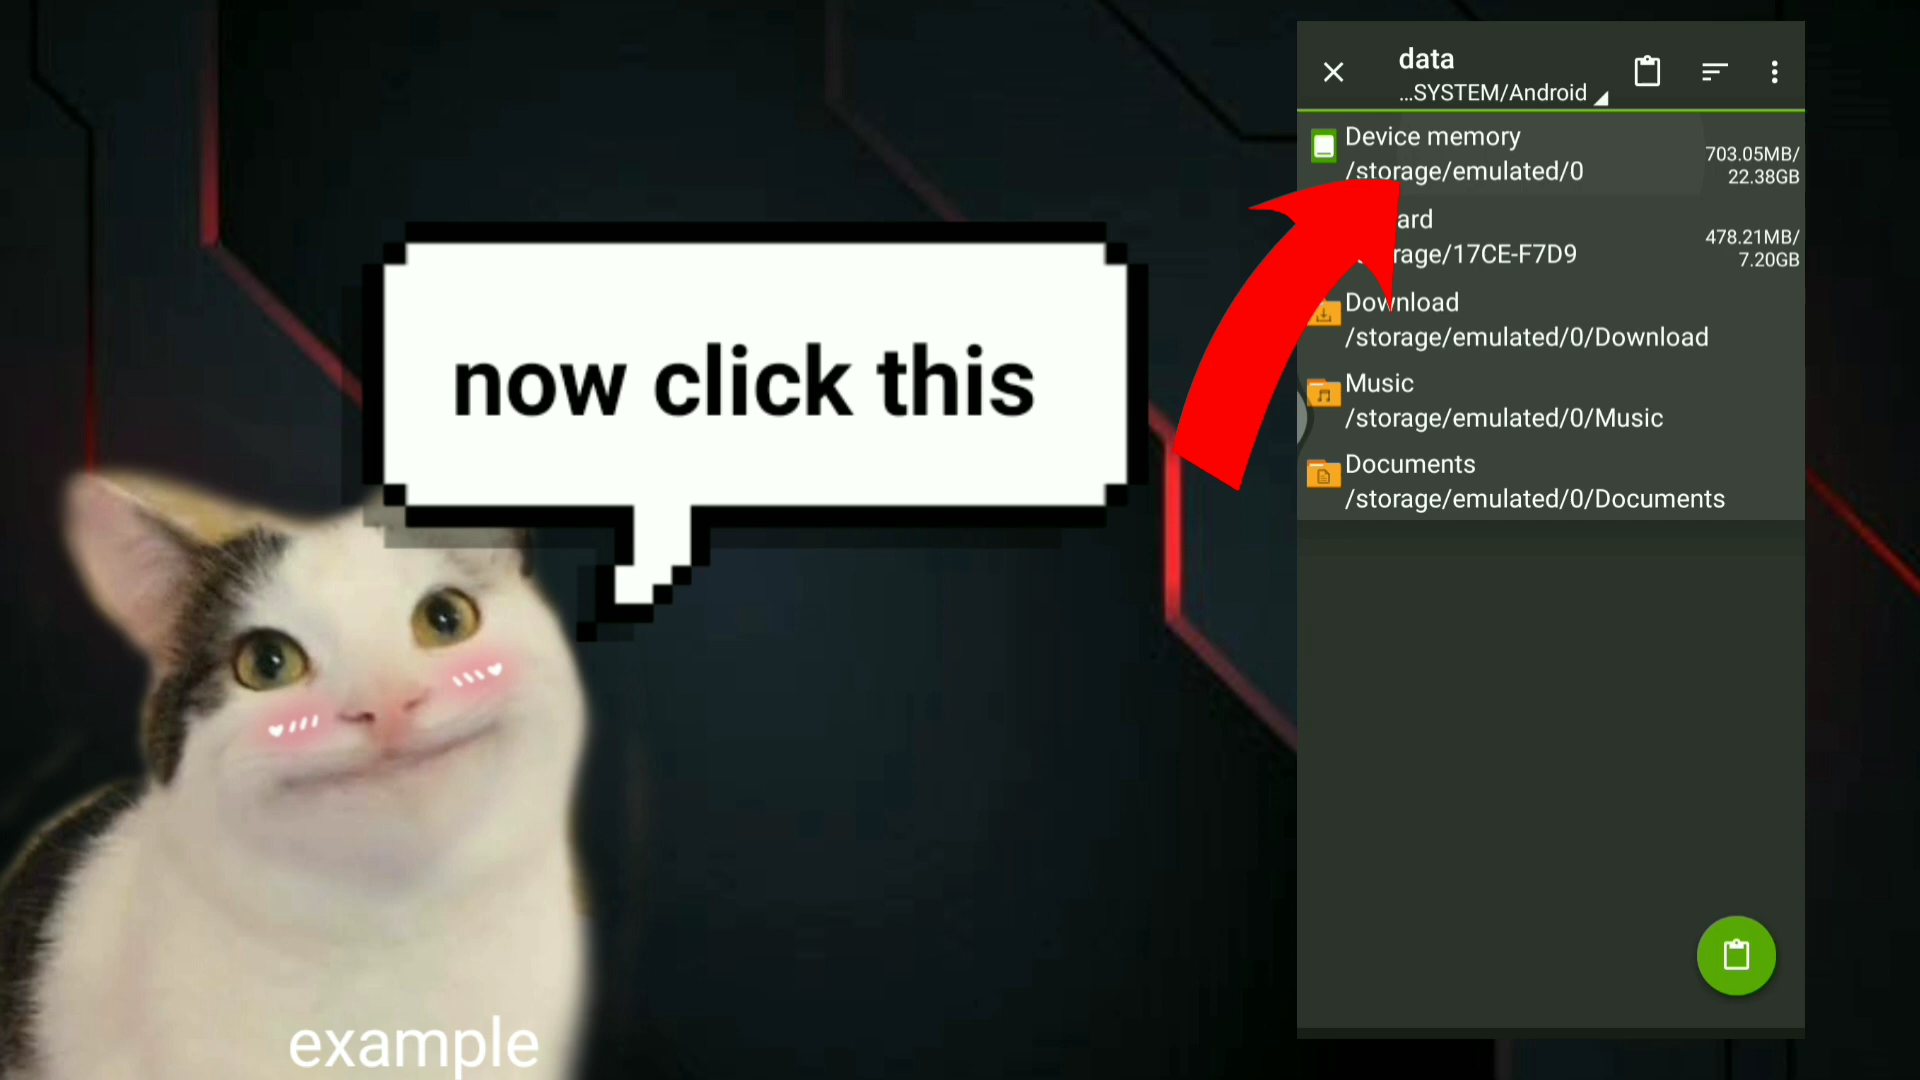 now click this
example
data
...SYSTEM/Android
Device memory
/storage/emulated/0
703.05MB/
22.38GB
ard
rage/17CE-F7D9
478.21MB/
7.20GB
Download
/storage/emulated/0/Download
Music
/storage/emulated/0/Music
Documents
/storage/emulated/0/Documents